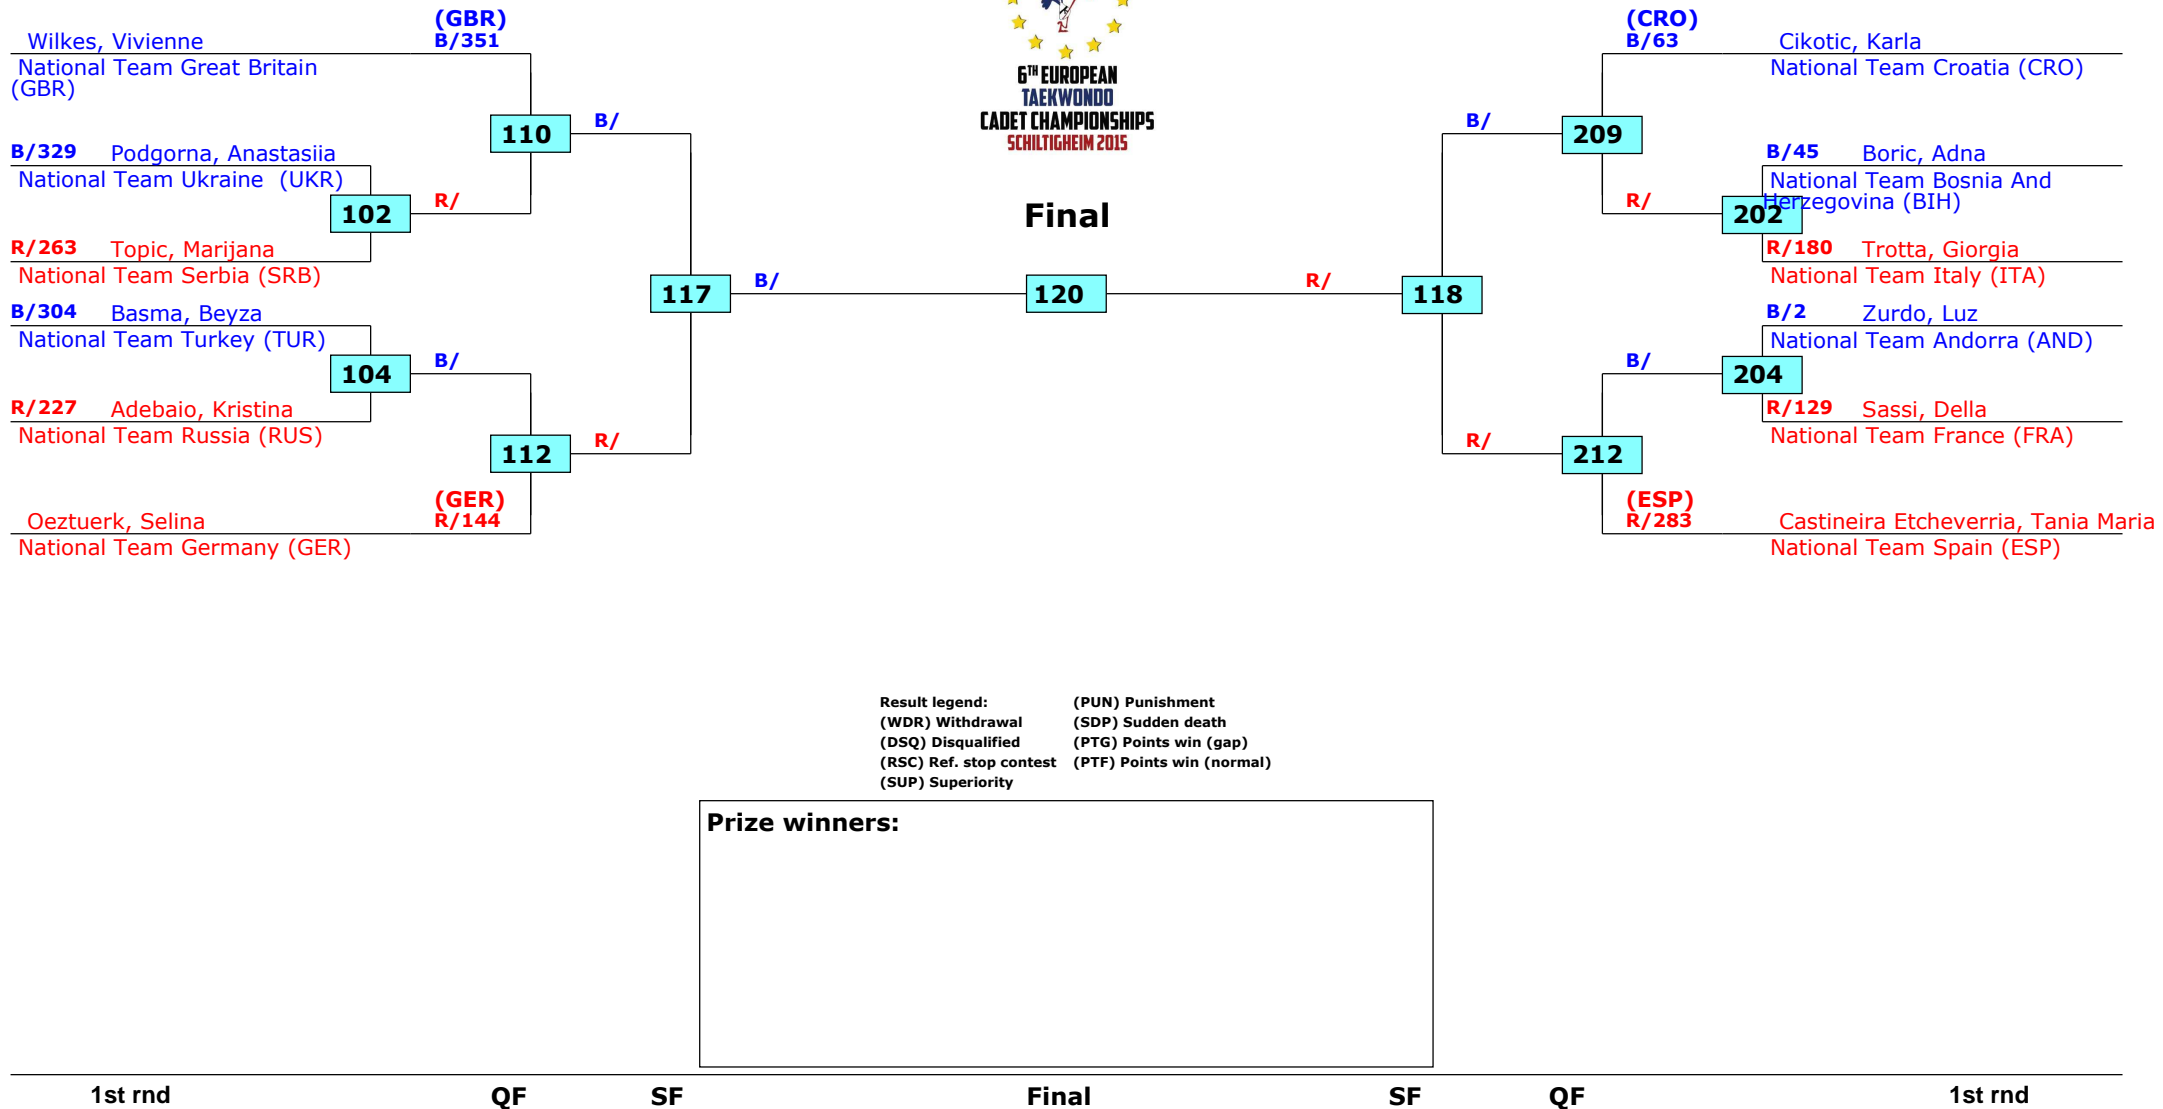 (GBR)
Wilkes, Vivienne B/351
National Team Great Britain
(GBR)
110
B/
B/329 Podgorna, Anastasiia
National Team Ukraine (UKR)
102
R/
R/263 Topic, Marijana
National Team Serbia (SRB)
117
B/
B/304 Basma, Beyza
National Team Turkey (TUR)
104
B/
R/227 Adebaio, Kristina
National Team Russia (RUS)
112
R/
(GER)
Oeztuerk, Selina R/144
National Team Germany (GER)
6TH EUROPEAN
TAEKWONDO
CADET CHAMPIONSHIPS
SCHILTIGHEIM 2015
Final
120
(CRO)
B/63 Cikotic, Karla
National Team Croatia (CRO)
B/
209
B/45 Boric, Adna
National Team Bosnia And
Herzegovina (BIH)
R/
202
R/180 Trotta, Giorgia
National Team Italy (ITA)
R/
118
B/2 Zurdo, Luz
National Team Andorra (AND)
B/
204
R/129 Sassi, Della
National Team France (FRA)
R/
212
(ESP)
R/283 Castineira Etcheverria, Tania Maria
National Team Spain (ESP)
Result legend: (PUN) Punishment
(WDR) Withdrawal (SDP) Sudden death
(DSQ) Disqualified (PTG) Points win (gap)
(RSC) Ref. stop contest (PTF) Points win (normal)
(SUP) Superiority
Prize winners:
1st rnd QF SF Final SF QF 1st rnd